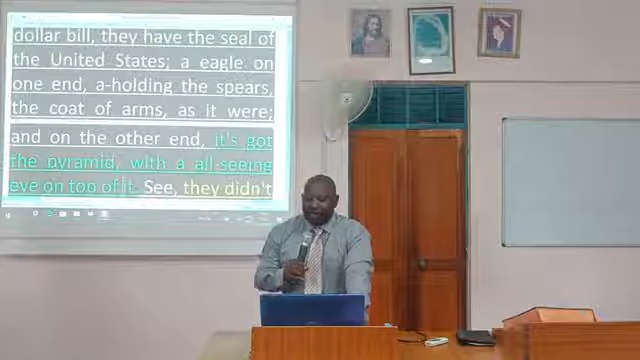 dollar bill, they have the seal of
the United States; a eagle on
one end, a-holding the spears,
the coat of arms, as it were;
and on the other end, it's got
the pyramid, with a all-seeing
eye on top of it. See, they didn't